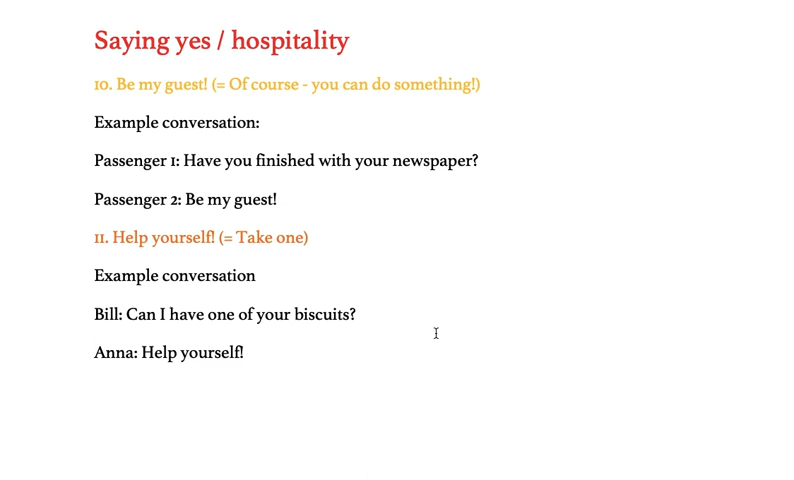 Saying yes / hospitality
10. Be my guest! (= Of course - you can do something!)
Example conversation:
Passenger 1: Have you finished with your newspaper?
Passenger 2: Be my guest!
11. Help yourself! (= Take one)
Example conversation
Bill: Can I have one of your biscuits?
Anna: Help yourself!